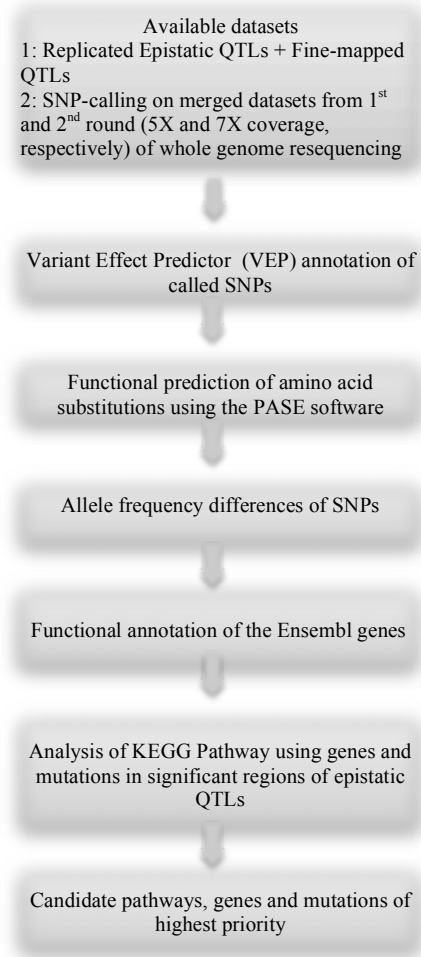 Available datasets
1: Replicated Epistatic QTLs + Fine-mapped
QTLs
2: SNP-calling on merged datasets from 1st
and 2nd round (5X and 7X coverage,
respectively) of whole genome resequencing
Variant Effect Predictor (VEP) annotation of
called SNPs
Functional prediction of amino acid
substitutions using the PASE software
Allele frequency differences of SNPs
Functional annotation of the Ensembl genes
Analysis of KEGG Pathway using genes and
mutations in significant regions of epistatic
QTLs
Candidate pathways, genes and mutations of
highest priority